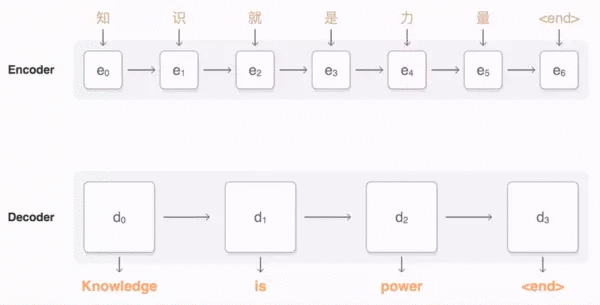 知 识 就 是 力 量 <end>
Encoder e₀ e₁ e₂ e₃ e₄ e₅ e₆
Decoder d₀ d₁ d₂ d₃
Knowledge is power <end>